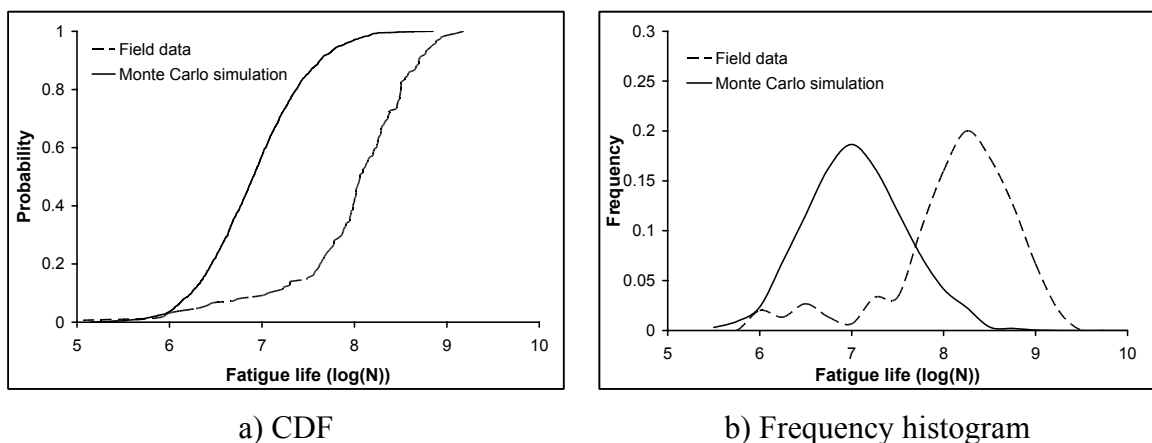 1
0.8
0.6
0.4
0.2
0
Probability
Field data
Monte Carlo simulation
5 6 7 8 9 10
Fatigue life (log(N))
a) CDF
0.3
0.25
0.2
0.15
0.1
0.05
0
Frequency
Field data
Monte Carlo simulation
5 6 7 8 9 10
Fatigue life (log(N))
b) Frequency histogram